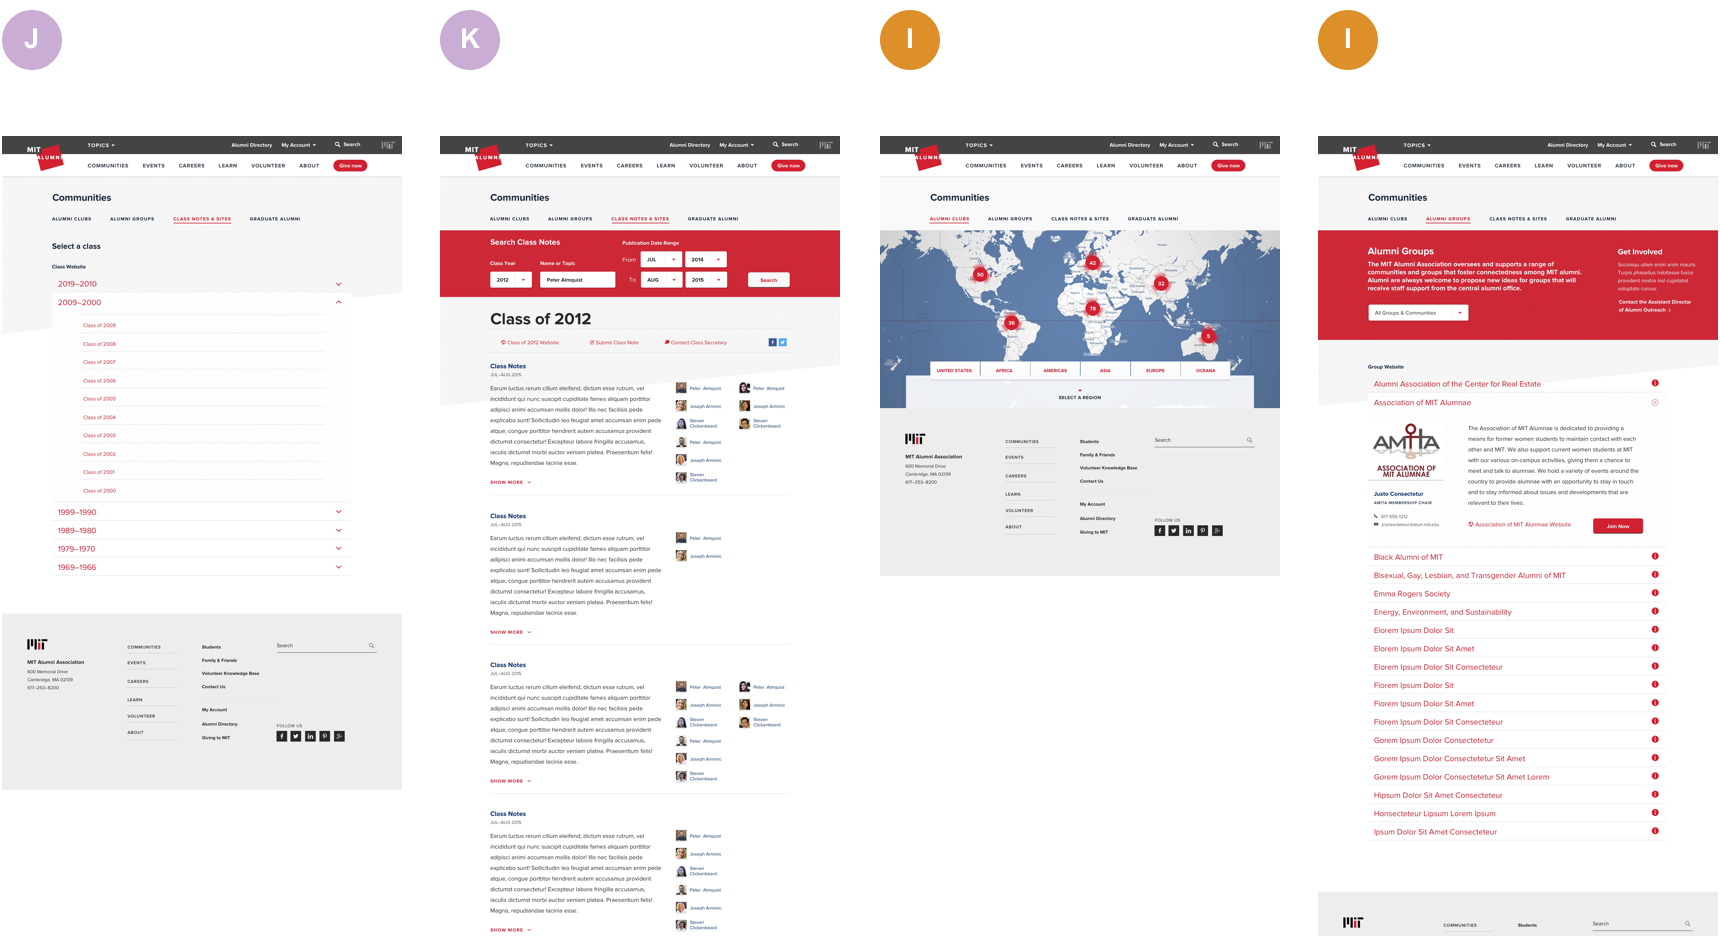 J
MIT
ALUMNI
TOPICS
Alumni Directory
My Account
Search
COMMUNITIES
EVENTS
CAREERS
LEARN
VOLUNTEER
ABOUT
Give now
Communities
ALUMNI CLUBS
ALUMNI GROUPS
CLASS NOTES & SITES
GRADUATE ALUMNI
Select a class
Class Website
2019–2010
2009–2000
Class of 2009
Class of 2008
Class of 2007
Class of 2006
Class of 2005
Class of 2004
Class of 2003
Class of 2002
Class of 2001
Class of 2000
1999–1990
1989–1980
1979–1970
1969–1966
MIT
MIT Alumni Association
600 Memorial Drive
Cambridge, MA 02139
617–253–8200
COMMUNITIES
EVENTS
CAREERS
LEARN
VOLUNTEER
ABOUT
Students
Family & Friends
Volunteer Knowledge Base
Contact Us
My Account
Alumni Directory
Giving to MIT
Search
FOLLOW US
K
MIT
ALUMNI
TOPICS
Alumni Directory
My Account
Search
COMMUNITIES
EVENTS
CAREERS
LEARN
VOLUNTEER
ABOUT
Give now
Communities
ALUMNI CLUBS
ALUMNI GROUPS
CLASS NOTES & SITES
GRADUATE ALUMNI
Search Class Notes
Class Year
2012
Name or Topic
Peter Almquist
Publication Date Range
From
JUL
2014
To
AUG
2015
Search
Class of 2012
Class of 2012 Website
Submit Class Note
Contact Class Secretary
Class Notes
JUL–AUG 2015
Earum luctus rerum cillum eleifend, dictum esse rutrum, vel
incididunt qui nunc suscipit cupiditate fames aliquam porttitor
adipsci animi accumsan mollis dolor! Illo nec facilisis pede
explicabo sunt! Sollicitudin leo feugiat amet accumsan enim pede
atque, congue porttitor hendrerit autem accusamus provident
dictumst consectetur! Excepteur labore fringilla accusamus,
iaculis dictumst morbi auctor veniam platea. Praesentium felis!
Magna, repudiandae lacinia esse.
SHOW MORE
Peter Almquist
Joseph Arminic
Steven
Clickenbeard
Peter Almquist
Joseph Arminic
Steven
Clickenbeard
Peter Almquist
Joseph Arminic
Steven
Clickenbeard
Class Notes
JUL–AUG 2015
Earum luctus rerum cillum eleifend, dictum esse rutrum, vel
incididunt qui nunc suscipit cupiditate fames aliquam porttitor
adipsci animi accumsan mollis dolor! Illo nec facilisis pede
explicabo sunt! Sollicitudin leo feugiat amet accumsan enim pede
atque, congue porttitor hendrerit autem accusamus provident
dictumst consectetur! Excepteur labore fringilla accusamus,
iaculis dictumst morbi auctor veniam platea. Praesentium felis!
Magna, repudiandae lacinia esse.
SHOW MORE
Peter Almquist
Joseph Arminic
Class Notes
JUL–AUG 2015
Earum luctus rerum cillum eleifend, dictum esse rutrum, vel
incididunt qui nunc suscipit cupiditate fames aliquam porttitor
adipsci animi accumsan mollis dolor! Illo nec facilisis pede
explicabo sunt! Sollicitudin leo feugiat amet accumsan enim pede
atque, congue porttitor hendrerit autem accusamus provident
dictumst consectetur! Excepteur labore fringilla accusamus,
iaculis dictumst morbi auctor veniam platea. Praesentium felis!
Magna, repudiandae lacinia esse.
SHOW MORE
Peter Almquist
Joseph Arminic
Steven
Clickenbeard
Peter Almquist
Joseph Arminic
Steven
Clickenbeard
Peter Almquist
Joseph Arminic
Steven
Clickenbeard
Class Notes
JUL–AUG 2015
Earum luctus rerum cillum eleifend, dictum esse rutrum, vel
incididunt qui nunc suscipit cupiditate fames aliquam porttitor
adipsci animi accumsan mollis dolor! Illo nec facilisis pede
explicabo sunt! Sollicitudin leo feugiat amet accumsan enim pede
atque, congue porttitor hendrerit autem accusamus provident
dictumst consectetur! Excepteur labore fringilla accusamus,
iaculis dictumst morbi auctor veniam platea. Praesentium felis!
Magna, repudiandae lacinia esse.
SHOW MORE
Peter Almquist
Joseph Arminic
Steven
Clickenbeard
Peter Almquist
Joseph Arminic
Steven
Clickenbeard
I
MIT
ALUMNI
TOPICS
Alumni Directory
My Account
Search
COMMUNITIES
EVENTS
CAREERS
LEARN
VOLUNTEER
ABOUT
Give now
Communities
ALUMNI CLUBS
ALUMNI GROUPS
CLASS NOTES & SITES
GRADUATE ALUMNI
50
42
32
78
36
5
UNITED STATES
AFRICA
AMERICAS
ASIA
EUROPE
OCEANA
SELECT A REGION
MIT
MIT Alumni Association
600 Memorial Drive
Cambridge, MA 02139
617–253–8200
COMMUNITIES
EVENTS
CAREERS
LEARN
VOLUNTEER
ABOUT
Students
Family & Friends
Volunteer Knowledge Base
Contact Us
My Account
Alumni Directory
Giving to MIT
Search
FOLLOW US
I
MIT
ALUMNI
TOPICS
Alumni Directory
My Account
Search
COMMUNITIES
EVENTS
CAREERS
LEARN
VOLUNTEER
ABOUT
Give now
Communities
ALUMNI CLUBS
ALUMNI GROUPS
CLASS NOTES & SITES
GRADUATE ALUMNI
Alumni Groups
The MIT Alumni Association oversees and supports a range of
communities and groups that foster connectedness among MIT alumni.
Alumni are always welcome to propose new ideas for groups that will
receive staff support from the central alumni office.
All Groups & Communities
Get Involved
Sociosqu ullam enim anim mauris.
Turpis phasellus habitasse fusce
provident nostra nisl cupidatat
voluptate cursus.
Contact the Assistant Director
of Alumni Outreach
Group Website
Alumni Association of the Center for Real Estate
Association of MIT Alumnae
AMITA
ASSOCIATION OF
MIT ALUMNAE
Justo Consectetur
AMITA MEMBERSHIP CHAIR
617-555-1212
jconsectetuer@alum.mit.edu
The Association of MIT Alumnae is dedicated to providing a
means for former women students to maintain contact with each
other and MIT. We also support current women students at MIT
with our various on-campus activities, giving them a chance to
meet and talk to alumnae. We hold a variety of events around the
country to provide alumnae with an opportunity to stay in touch
and to stay informed about issues and developments that are
relevant to their lives.
Association of MIT Alumnae Website
Join Now
Black Alumni of MIT
Bisexual, Gay, Lesbian, and Transgender Alumni of MIT
Emma Rogers Society
Energy, Environment, and Sustainability
Elorem Ipsum Dolor Sit
Elorem Ipsum Dolor Sit Amet
Elorem Ipsum Dolor Sit Consecteteur
Florem Ipsum Dolor Sit
Florem Ipsum Dolor Sit Amet
Florem Ipsum Dolor Sit Consecteteur
Gorem Ipsum Dolor Consectetetur
Gorem Ipsum Dolor Consectetetur Sit Amet
Gorem Ipsum Dolor Consectetetur Sit Amet Lorem
Hipsum Dolor Sit Amet Consecteteur
Honsecteteur Lipsum Lorem Ipsum
Ipsum Dolor Sit Amet Consecteteur
MIT
COMMUNITIES
Students
Search